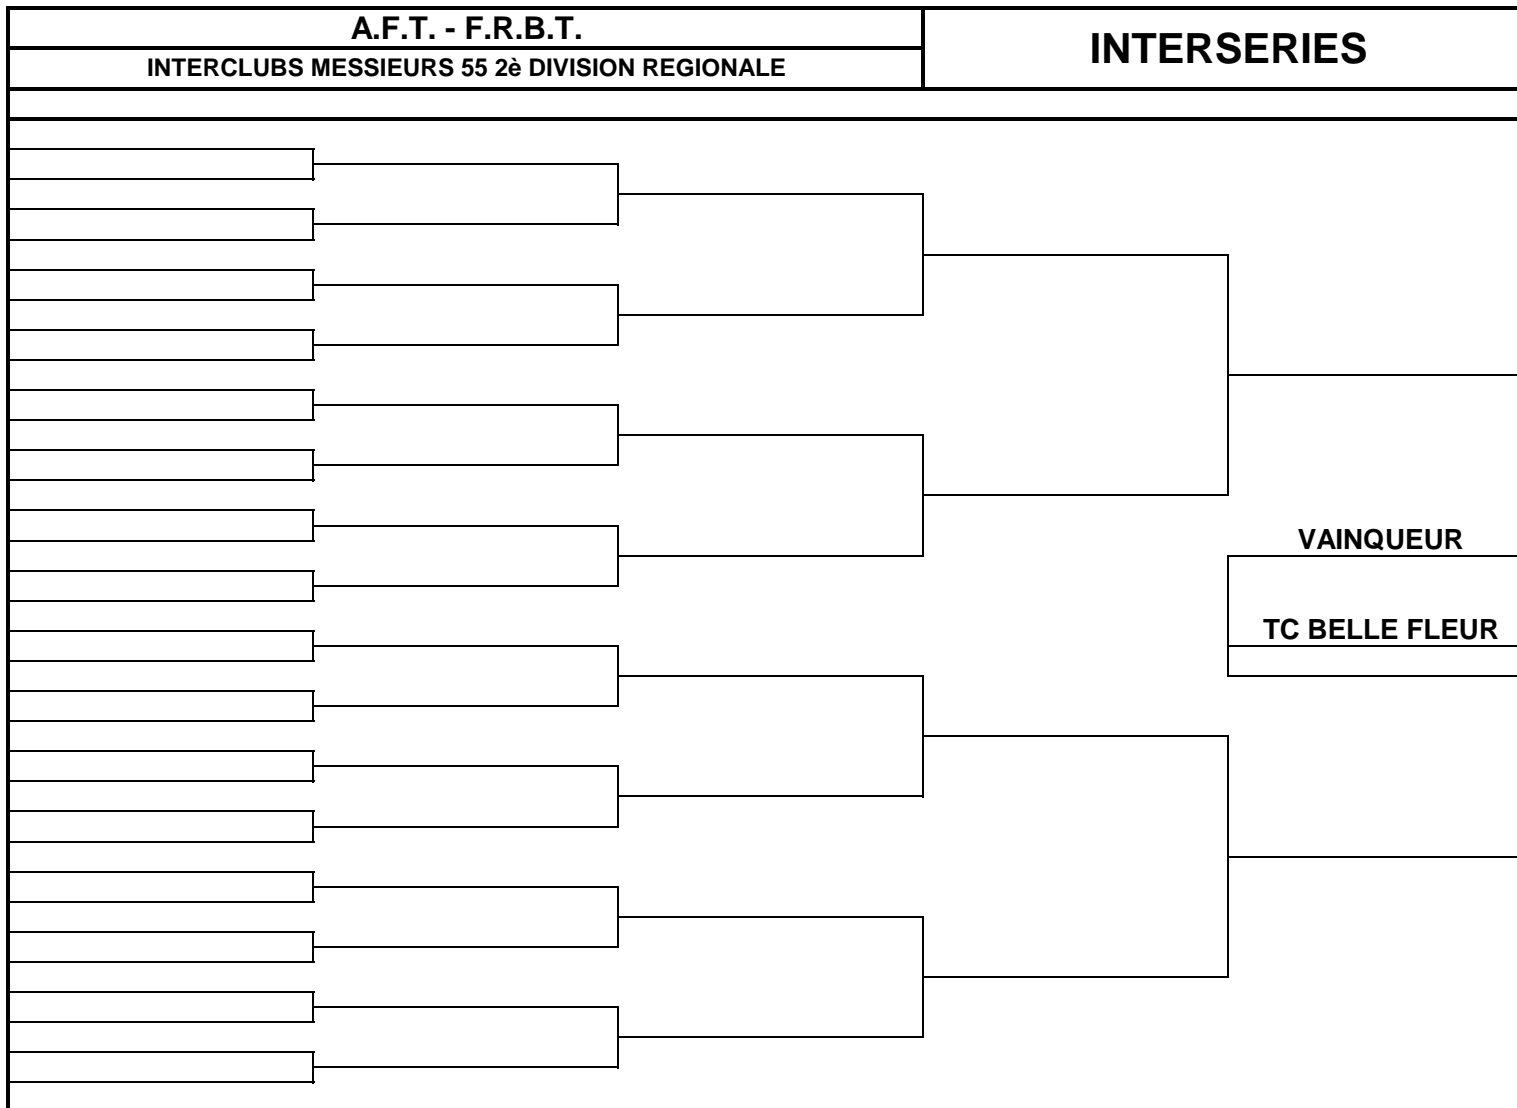 A.F.T. - F.R.B.T.
INTERSERIES
INTERCLUBS MESSIEURS 55 2è DIVISION REGIONALE
VAINQUEUR
TC BELLE FLEUR